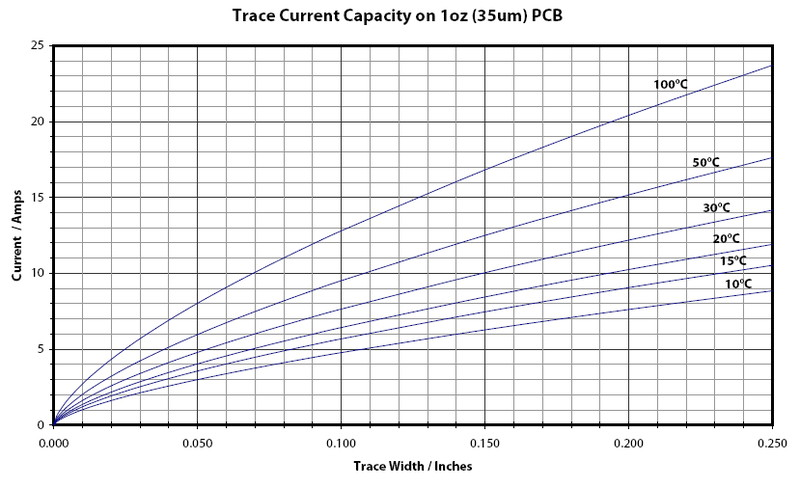 Trace Current Capacity on 1oz (35um) PCB
25
20
15
10
5
0
Current / Amps
100°C
50°C
30°C
20°C
15°C
10°C
0.000 0.050 0.100 0.150 0.200 0.250
Trace Width / Inches